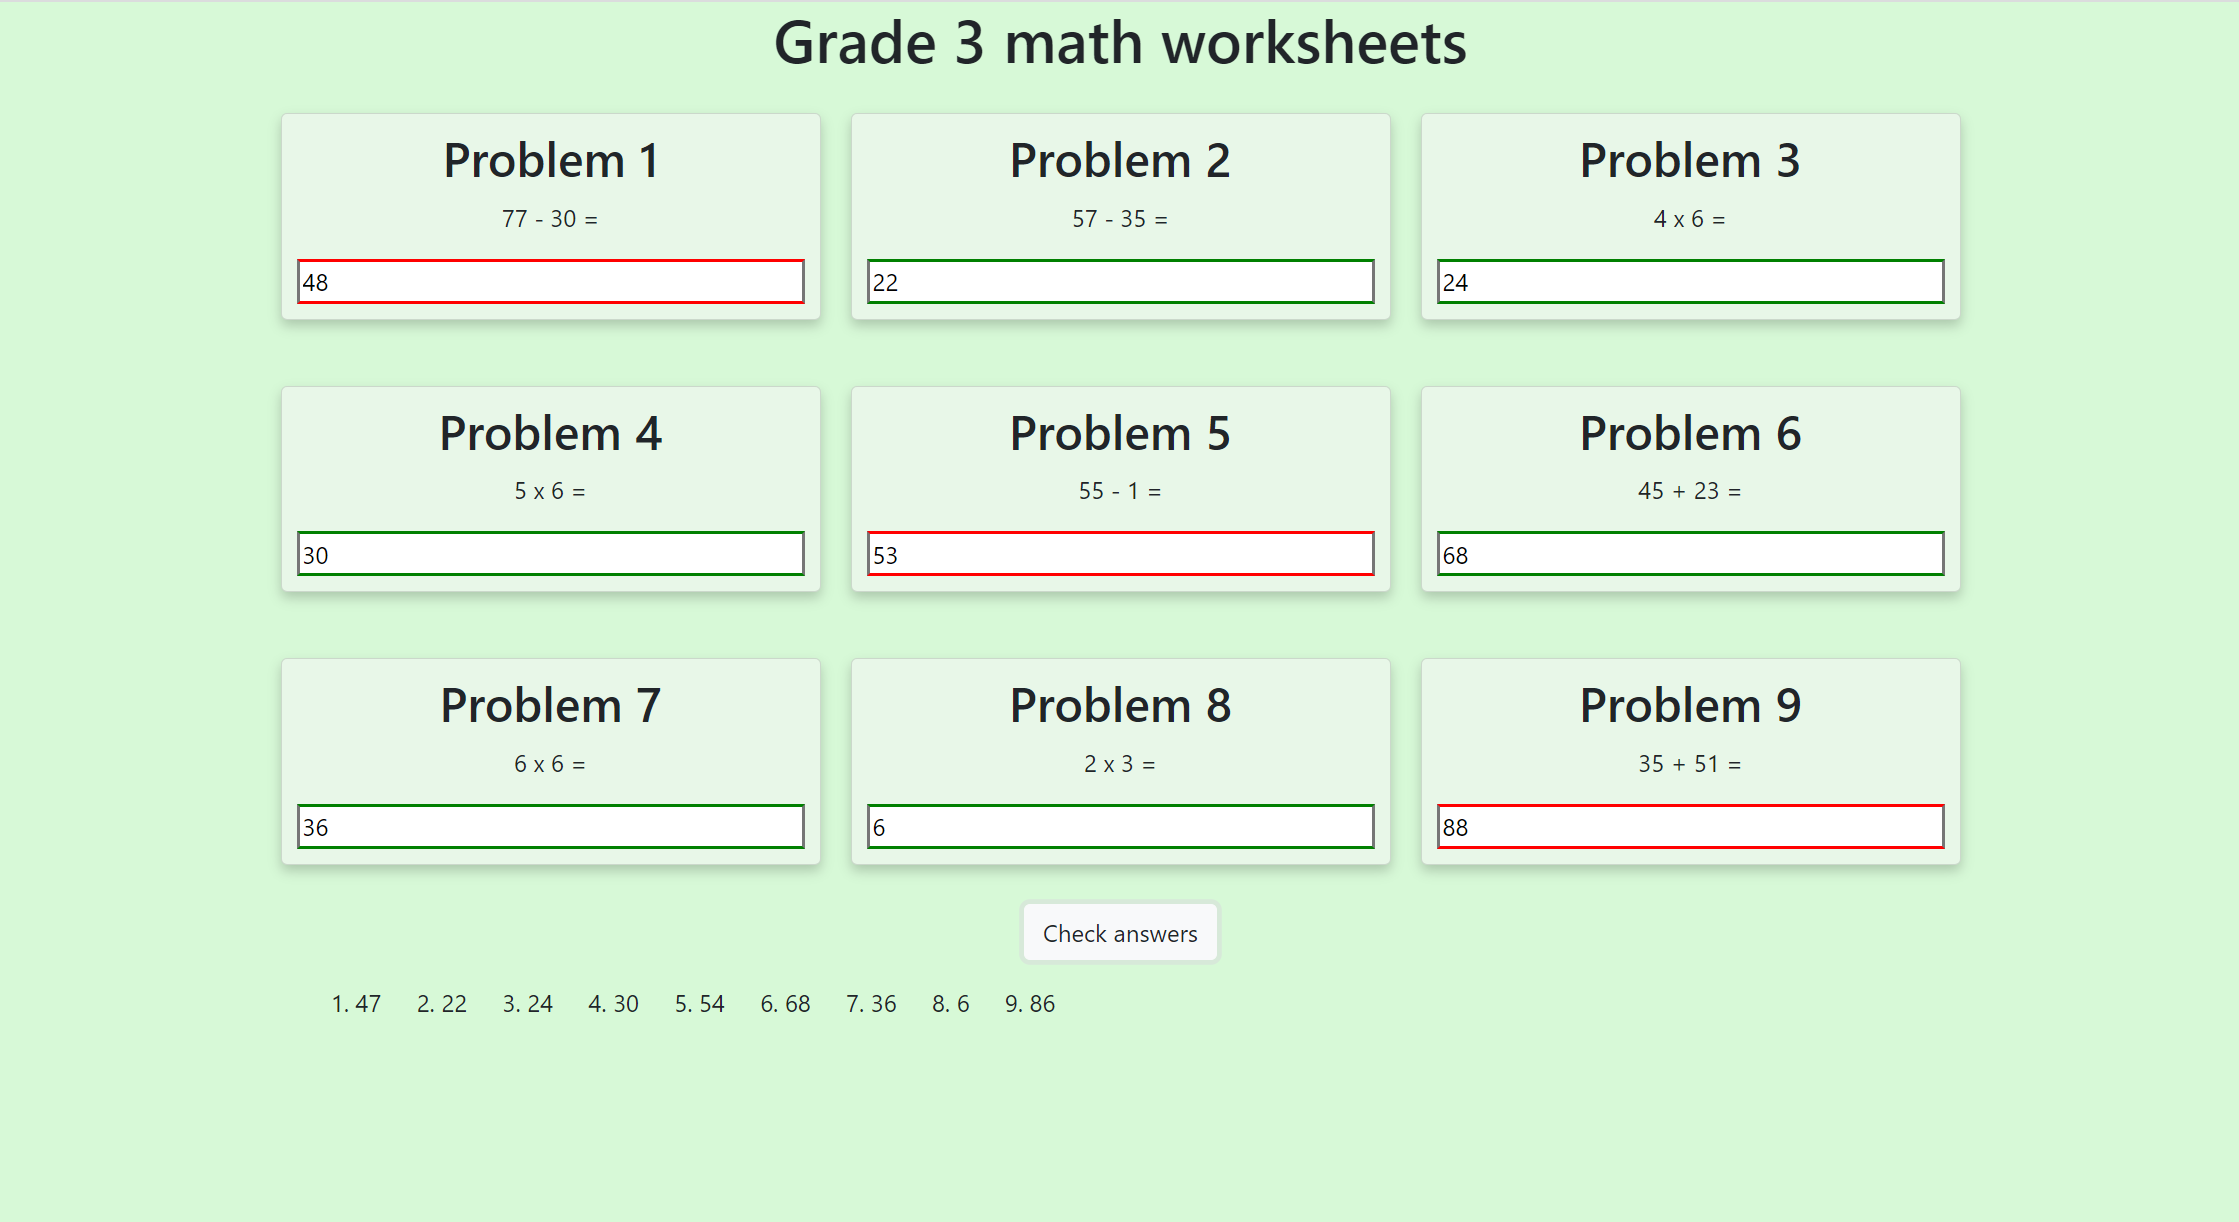 Grade 3 math worksheets
Problem 1
77 - 30 =
48
Problem 2
57 - 35 =
22
Problem 3
4 x 6 =
24
Problem 4
5 x 6 =
30
Problem 5
55 - 1 =
53
Problem 6
45 + 23 =
68
Problem 7
6 x 6 =
36
Problem 8
2 x 3 =
6
Problem 9
35 + 51 =
88
Check answers
1. 47 2. 22 3. 24 4. 30 5. 54 6. 68 7. 36 8. 6 9. 86